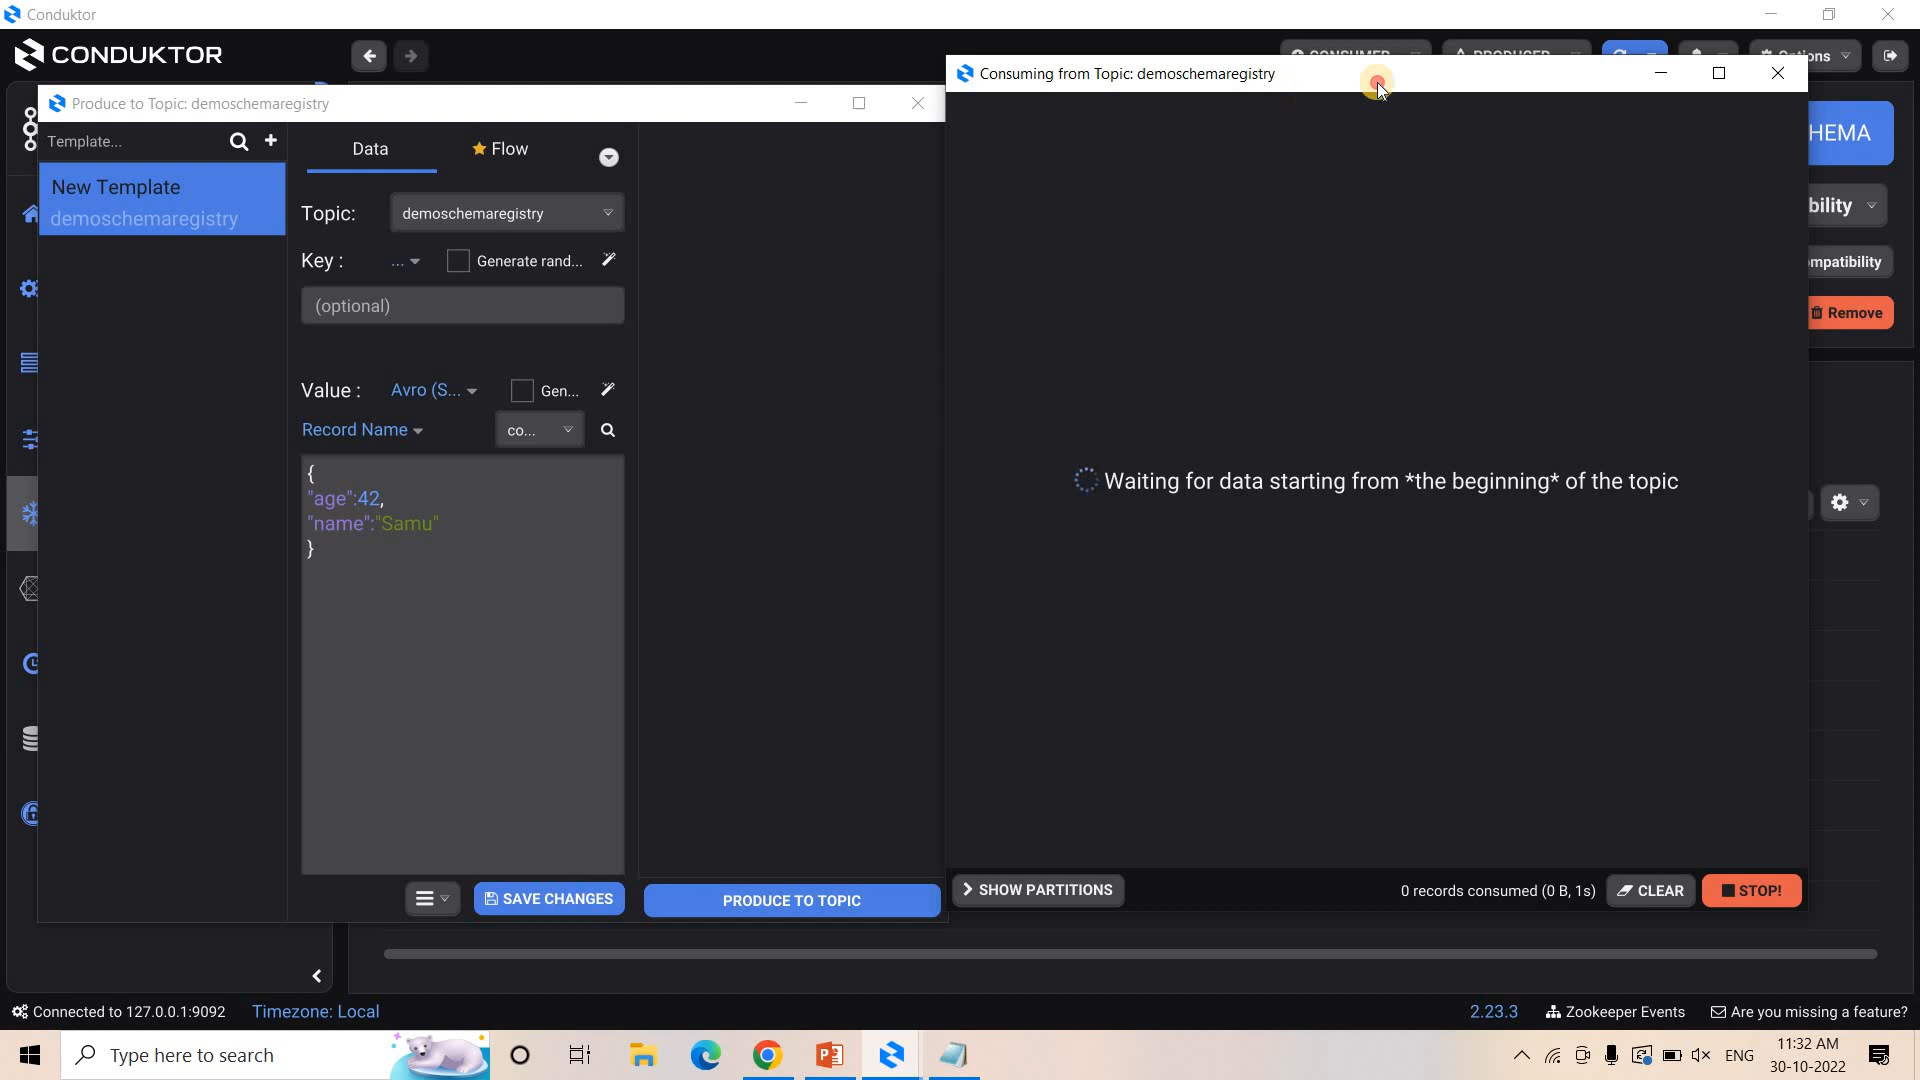 Conduktor
CONDUKTOR
Options
HEMA
bility
mpatibility
Remove
Produce to Topic: demoschemaregistry
Template...
New Template
demoschemaregistry
Data
Flow
Topic:
demoschemaregistry
Key :
...
Generate rand...
(optional)
Value :
Avro (S...
Gen...
Record Name
co...
{
"age":42,
"name":"Samu"
}
SAVE CHANGES
PRODUCE TO TOPIC
Consuming from Topic: demoschemaregistry
Waiting for data starting from *the beginning* of the topic
SHOW PARTITIONS
0 records consumed (0 B, 1s)
CLEAR
STOP!
Connected to 127.0.0.1:9092
Timezone: Local
2.23.3
Zookeeper Events
Are you missing a feature?
Type here to search
ENG
11:32 AM
30-10-2022